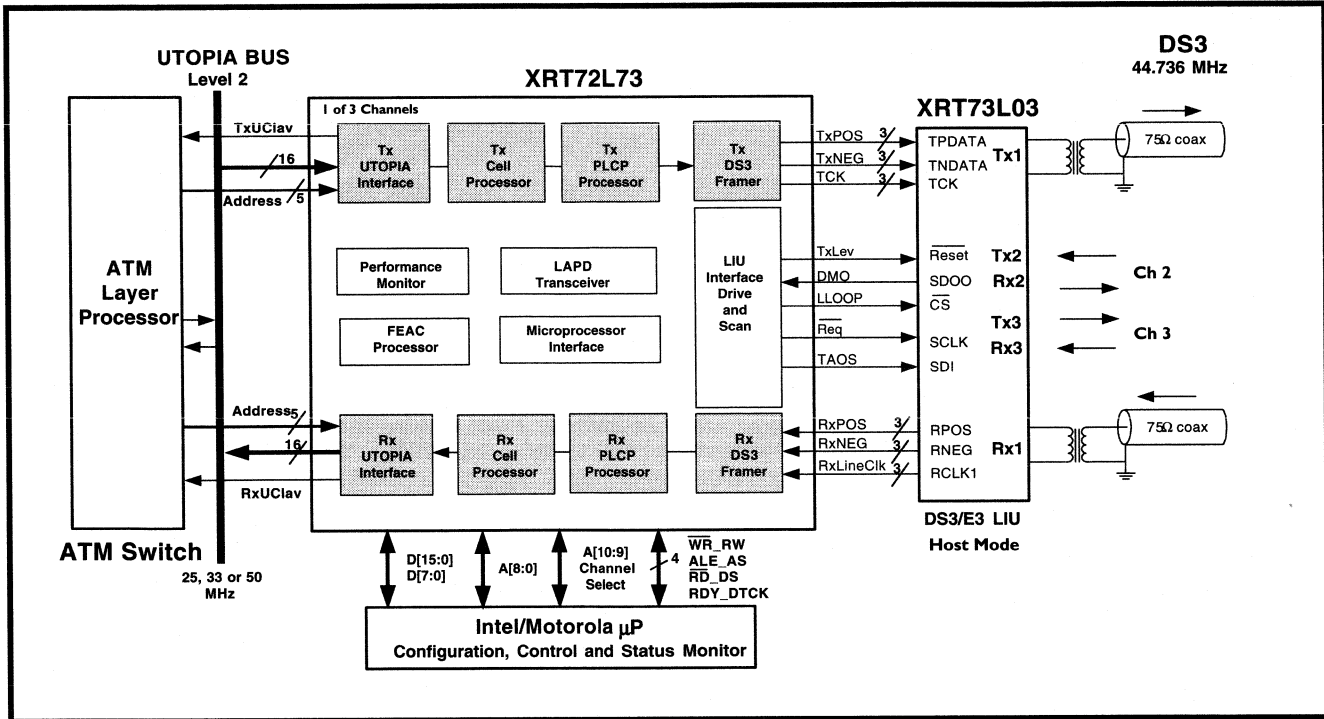 DS3
44.736 MHz
UTOPIA BUS
Level 2
XRT72L73
XRT73L03
1 of 3 Channels
TxUClav
16
Address
5
Tx
UTOPIA
Interface
Tx
Cell
Processor
Tx
PLCP
Processor
Tx
DS3
Framer
TxPOS
3
TxNEG
3
TCK
3
TPDATA
TNDATA
TCK
Tx1
75Ω coax
ATM
Layer
Processor
Performance
Monitor
LAPD
Transceiver
FEAC
Processor
Microprocessor
Interface
LIU
Interface
Drive
and
Scan
TxLev
DMO
LLOOP
Req
TAOS
Reset
SDOO
CS
SCLK
SDI
Tx2
Rx2
Tx3
Rx3
Ch 2
Ch 3
Address
5
16
RxUClav
Rx
UTOPIA
Interface
Rx
Cell
Processor
Rx
PLCP
Processor
Rx
DS3
Framer
RxPOS
3
RxNEG
3
RxLineClk
3
RPOS
RNEG
RCLK1
Rx1
75Ω coax
ATM Switch
25, 33 or 50
MHz
DS3/E3 LIU
Host Mode
D[15:0]
D[7:0]
A[8:0]
A[10:9]
Channel
Select
4
WR_RW
ALE_AS
RD_DS
RDY_DTCK
Intel/Motorola µP
Configuration, Control and Status Monitor